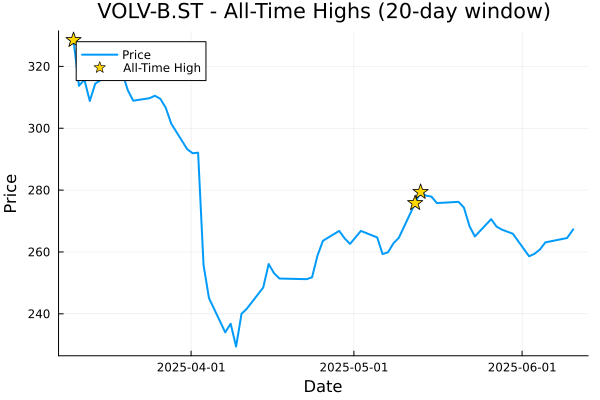 VOLV-B.ST - All-Time Highs (20-day window)
Price
All-Time High
320
300
280
260
240
Price
2025-04-01
2025-05-01
2025-06-01
Date